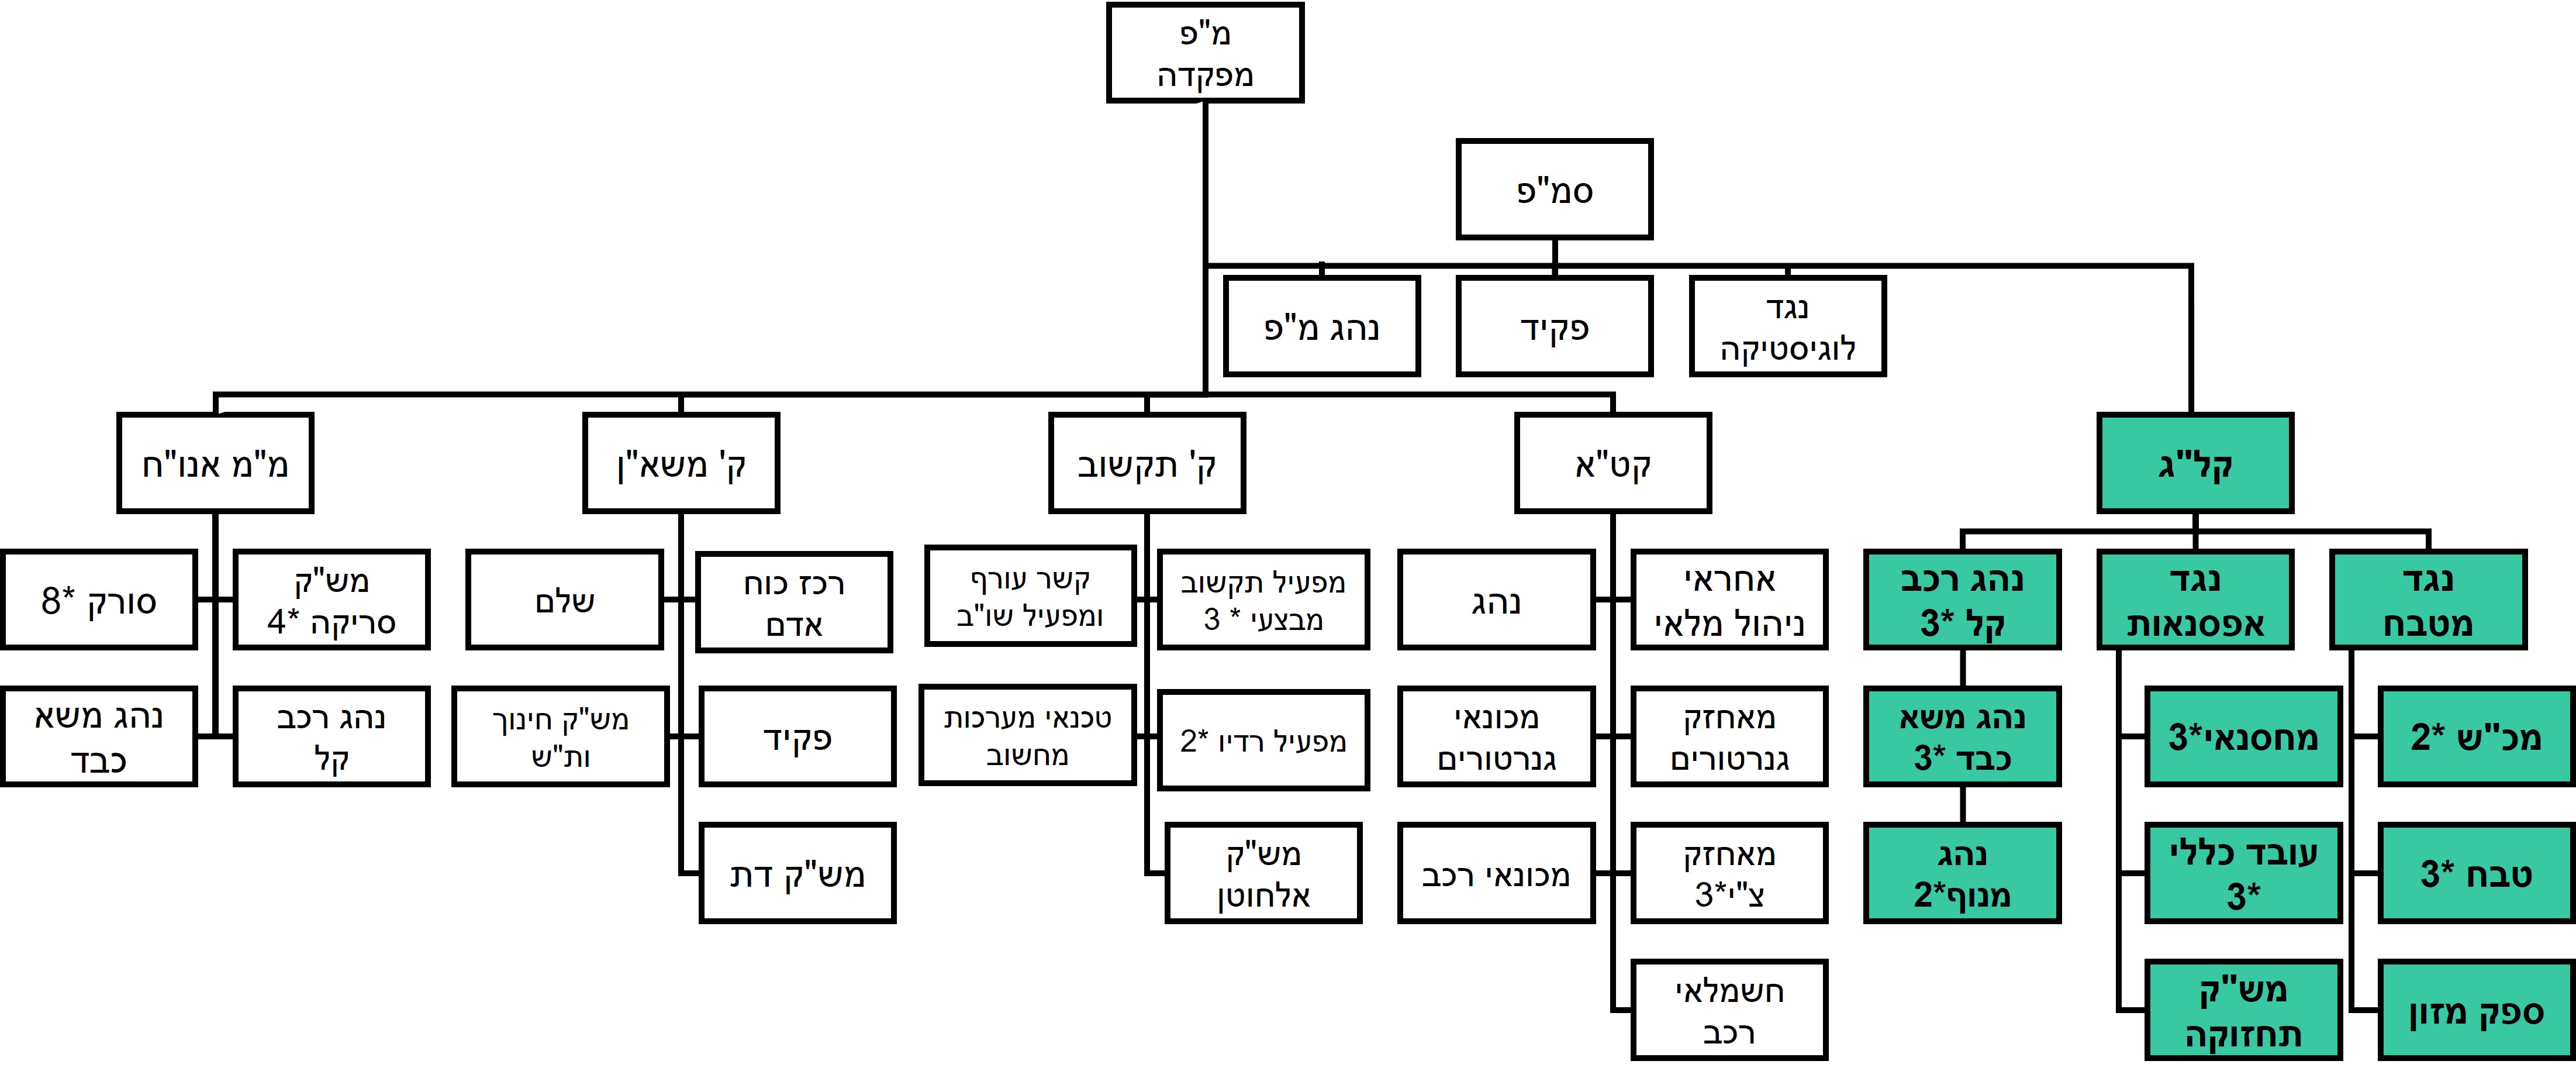 מ"פ
מפקדה
סמ"פ
נגד
לוגיסטיקה
פקיד
נהג מ"פ
קל"ג
קט"א
ק' תקשוב
ק' משא"ן
מ"מ אנו"ח
נגד
מטבח
נגד
אפסנאות
נהג רכב
קל *3
אחראי
ניהול מלאי
נהג
מפעיל תקשוב
מבצעי * 3
קשר עורף
ומפעיל שו"ב
רכז כוח
אדם
שלם
מש"ק
סריקה *4
סורק *8
מכ"ש *2
מחסנאי*3
נהג משא
כבד *3
מאחזק
גנרטורים
מכונאי
גנרטורים
מפעיל רדיו *2
טכנאי מערכות
מחשוב
פקיד
מש"ק חינוך
ות"ש
נהג רכב
קל
נהג משא
כבד
טבח *3
עובד כללי
*3
נהג
מנוף*2
מאחזק
צ"י*3
מכונאי רכב
מש"ק
אלחוטן
מש"ק דת
ספק מזון
מש"ק
תחזוקה
חשמלאי
רכב